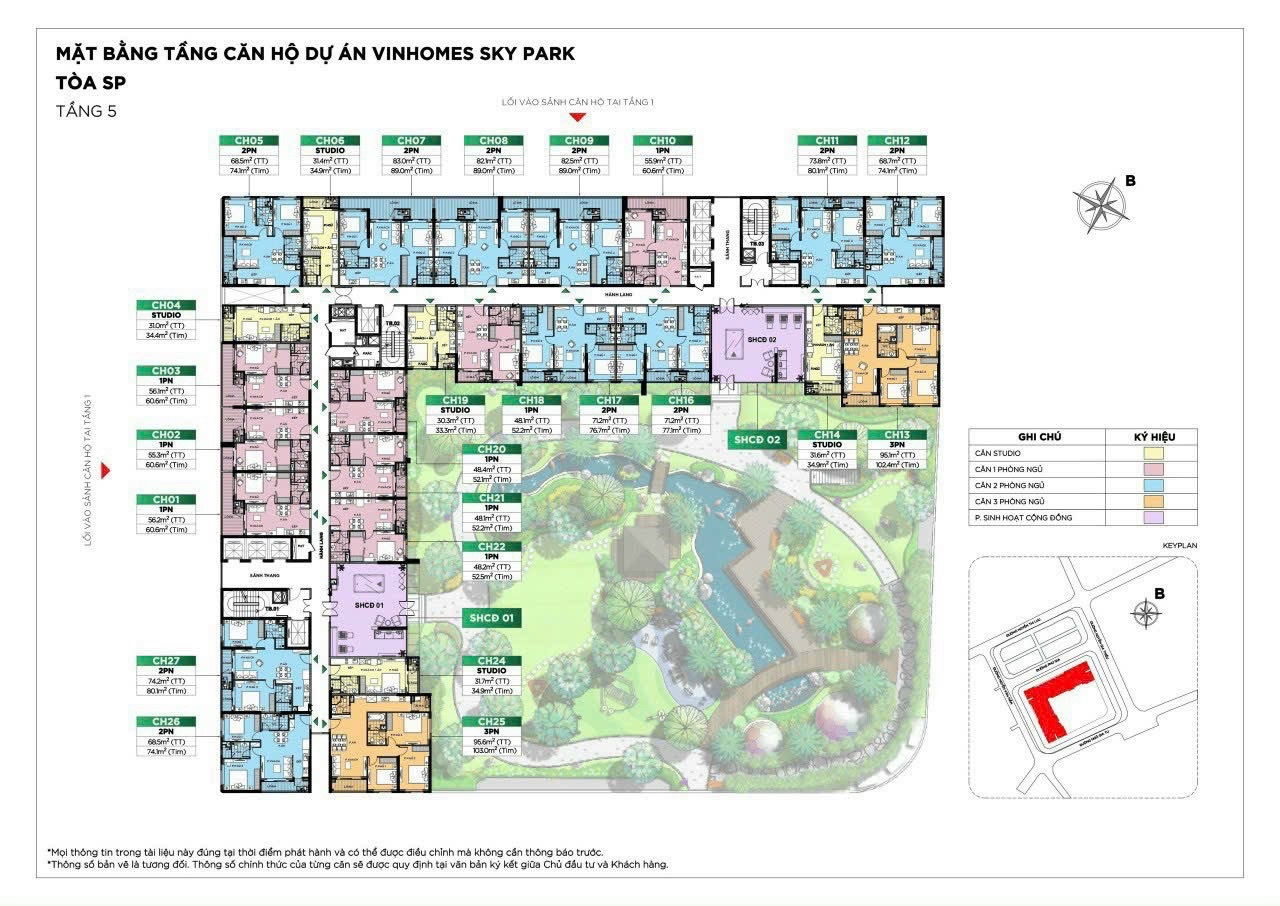 MẶT BẰNG TẦNG CĂN HỘ DỰ ÁN VINHOMES SKY PARK
TÒA SP
TẦNG 5
LỐI VÀO SẢNH CĂN HỘ TẠI TẦNG 1
CH05
2PN
68.5m² (TT)
74.1m² (Tim)
CH06
STUDIO
31.4m² (TT)
34.9m² (Tim)
CH07
2PN
83.0m² (TT)
89.0m² (Tim)
CH08
2PN
82.1m² (TT)
89.0m² (Tim)
CH09
2PN
82.5m² (TT)
89.0m² (Tim)
CH10
1PN
55.9m² (TT)
60.6m² (Tim)
CH11
2PN
73.8m² (TT)
80.1m² (Tim)
CH12
2PN
68.7m² (TT)
74.1m² (Tim)
B
SẢNH THANG
TB.03
HÀNH LANG
CH04
STUDIO
31.0m² (TT)
34.4m² (Tim)
TB.02
RÁC
SHCĐ 02
CH03
1PN
56.1m² (TT)
60.6m² (Tim)
CH02
1PN
55.3m² (TT)
60.6m² (Tim)
CH01
1PN
56.2m² (TT)
60.6m² (Tim)
LỐI VÀO SẢNH CĂN HỘ TẠI TẦNG 1
CH19
STUDIO
30.3m² (TT)
33.3m² (Tim)
CH18
1PN
48.1m² (TT)
52.2m² (Tim)
CH17
2PN
71.2m² (TT)
76.7m² (Tim)
CH16
2PN
71.2m² (TT)
77.1m² (Tim)
SHCĐ 02
CH14
STUDIO
31.6m² (TT)
34.9m² (Tim)
CH13
3PN
95.1m² (TT)
102.4m² (Tim)
CH20
1PN
48.4m² (TT)
52.1m² (Tim)
CH21
1PN
48.1m² (TT)
52.2m² (Tim)
CH22
1PN
48.2m² (TT)
52.5m² (Tim)
HÀNH LANG
SẢNH THANG
TB.01
SHCĐ 01
SHCĐ 01
CH27
2PN
74.2m² (TT)
80.1m² (Tim)
CH26
2PN
68.5m² (TT)
74.1m² (Tim)
CH24
STUDIO
31.7m² (TT)
34.9m² (Tim)
CH25
3PN
95.6m² (TT)
103.0m² (Tim)
GHI CHÚ KÝ HIỆU
CĂN STUDIO
CĂN 1 PHÒNG NGỦ
CĂN 2 PHÒNG NGỦ
CĂN 3 PHÒNG NGỦ
P. SINH HOẠT CỘNG ĐỒNG
KEYPLAN
B
*Mọi thông tin trong tài liệu này đúng tại thời điểm phát hành và có thể được điều chỉnh mà không cần thông báo trước.
*Thông số bản vẽ là tương đối. Thông số chính thức của từng căn sẽ được quy định tại văn bản ký kết giữa Chủ đầu tư và Khách hàng.